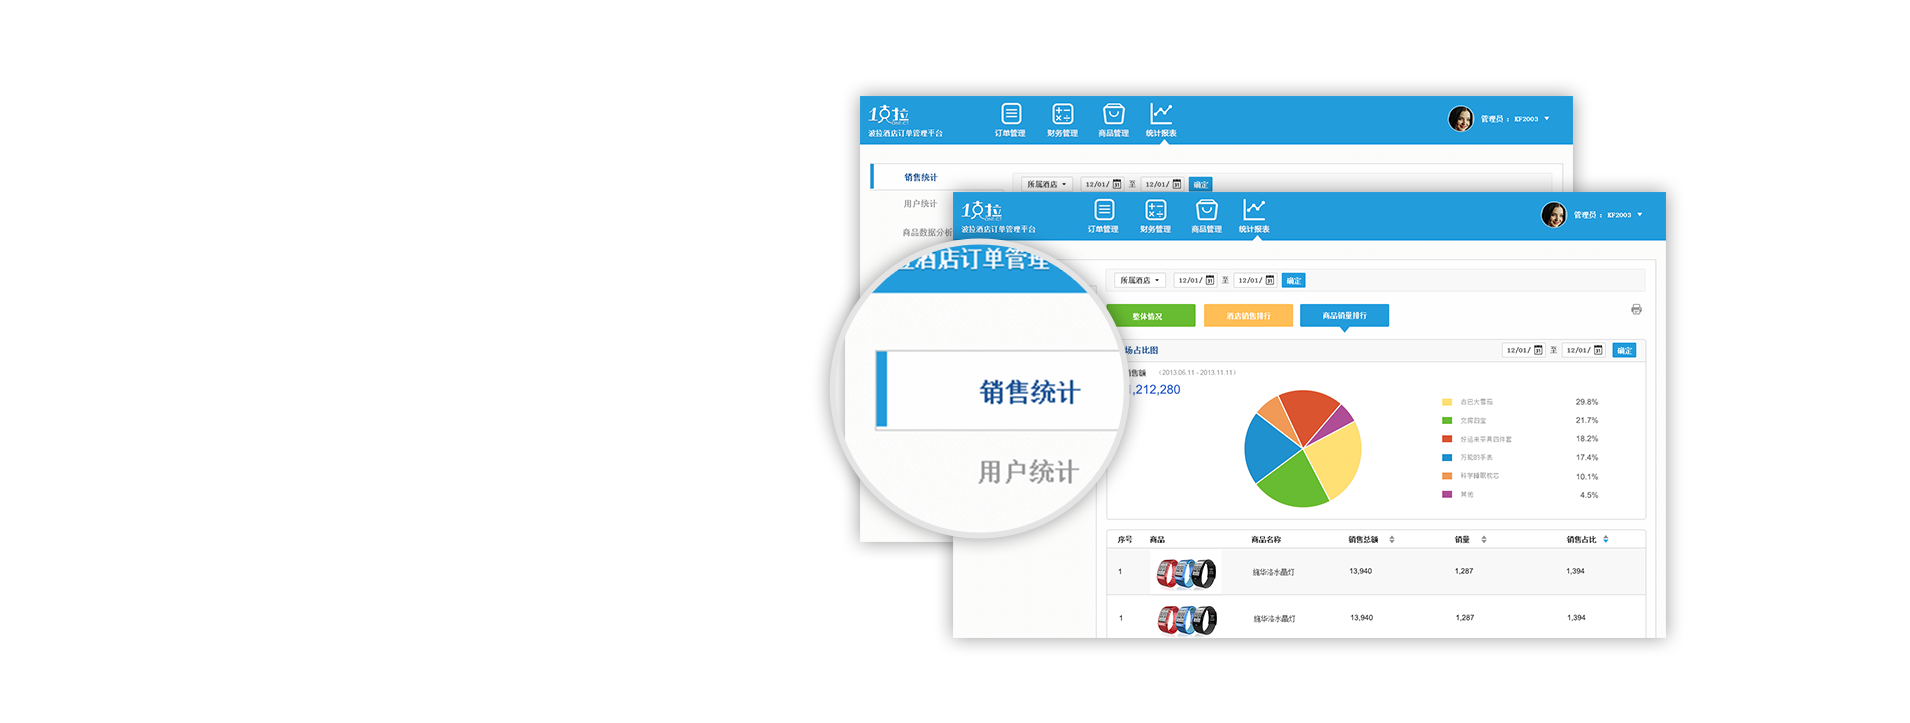 波拉酒店订单管理平台
订单管理
财务管理
商品管理
统计报表
管理员： KF2003
销售统计
用户统计
商品数据分析
所属酒店
12/01/
至
12/01/
确定
波拉酒店订单管理平台
订单管理
财务管理
商品管理
统计报表
管理员： KF2003
酒店订单管理
销售统计
用户统计
所属酒店
12/01/
至
12/01/
确定
整体情况
酒店销售排行
商品销量排行
场占比图
12/01/
至
12/01/
确定
销售额
（2013.06.11 - 2013.11.11）
,212,280
古巴大雪茄
29.8%
文房四宝
21.7%
好运来茶具四件套
18.2%
万能的手表
17.4%
科学睡眠枕芯
10.1%
其他
4.5%
序号
商品
商品名称
销售总额
销量
销售占比
1
华洛水晶灯
13,940
1,287
1,394
1
华洛水晶灯
13,940
1,287
1,394